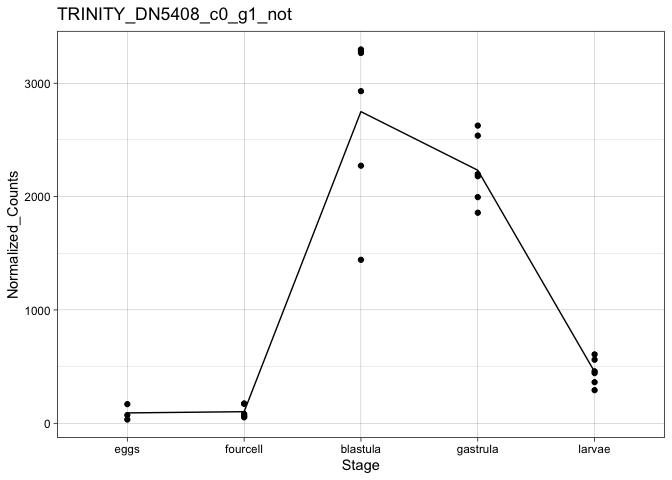 TRINITY_DN5408_c0_g1_not
Normalized_Counts
3000
2000
1000
0
eggs fourcell blastula gastrula larvae
Stage